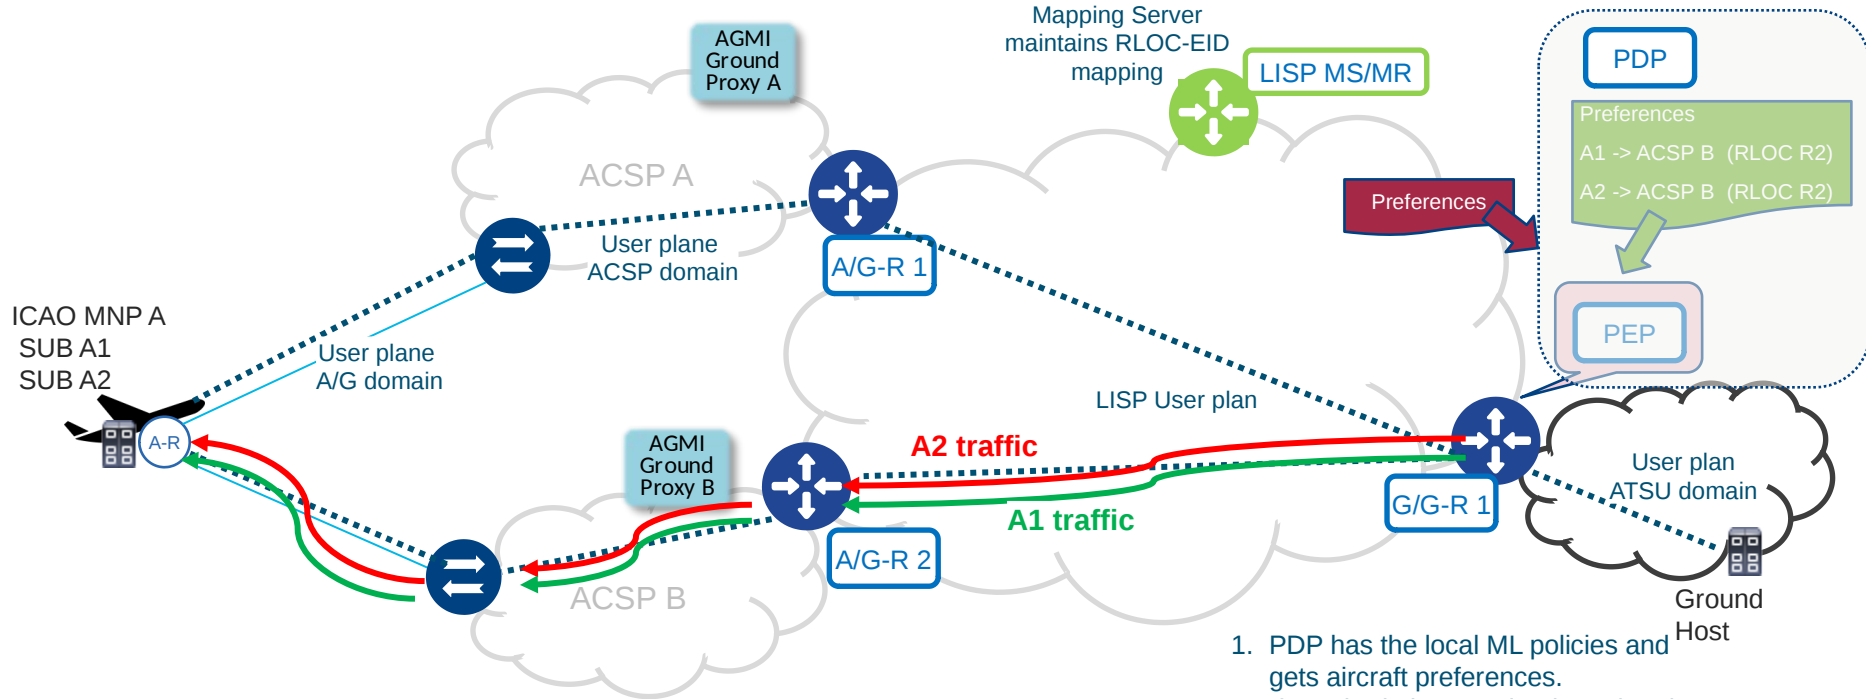 Mapping Server
maintains RLOC-EID
mapping
LISP MS/MR
AGMI
Ground
Proxy A
PDP
Preferences
A1 -> ACSP B (RLOC R2)
A2 -> ACSP B (RLOC R2)
Preferences
PEP
ACSP A
User plane
ACSP domain
A/G-R 1
ICAO MNP A
SUB A1
SUB A2
User plane
A/G domain
A-R
LISP User plan
A2 traffic
A1 traffic
AGMI
Ground
Proxy B
A/G-R 2
ACSP B
G/G-R 1
User plan
ATSU domain
Ground
Host
1. PDP has the local ML policies and
gets aircraft preferences.